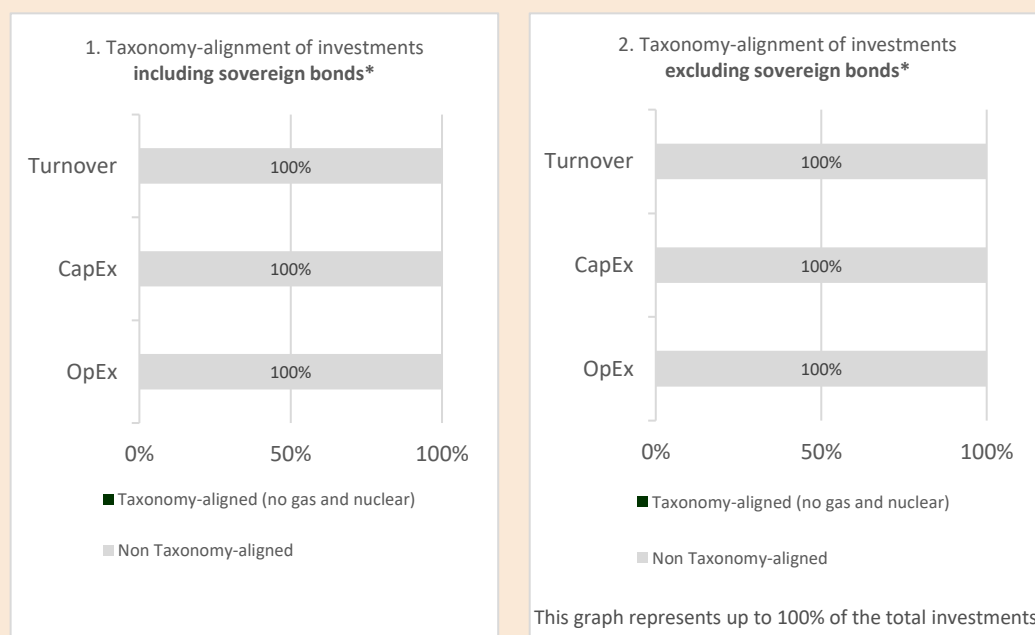 1. Taxonomy-alignment of investments
including sovereign bonds*
Turnover
100%
CapEx
100%
OpEx
100%
0%
50%
100%
Taxonomy-aligned (no gas and nuclear)
Non Taxonomy-aligned
2. Taxonomy-alignment of investments
excluding sovereign bonds*
Turnover
100%
CapEx
100%
OpEx
100%
0%
50%
100%
Taxonomy-aligned (no gas and nuclear)
Non Taxonomy-aligned
This graph represents up to 100% of the total investments